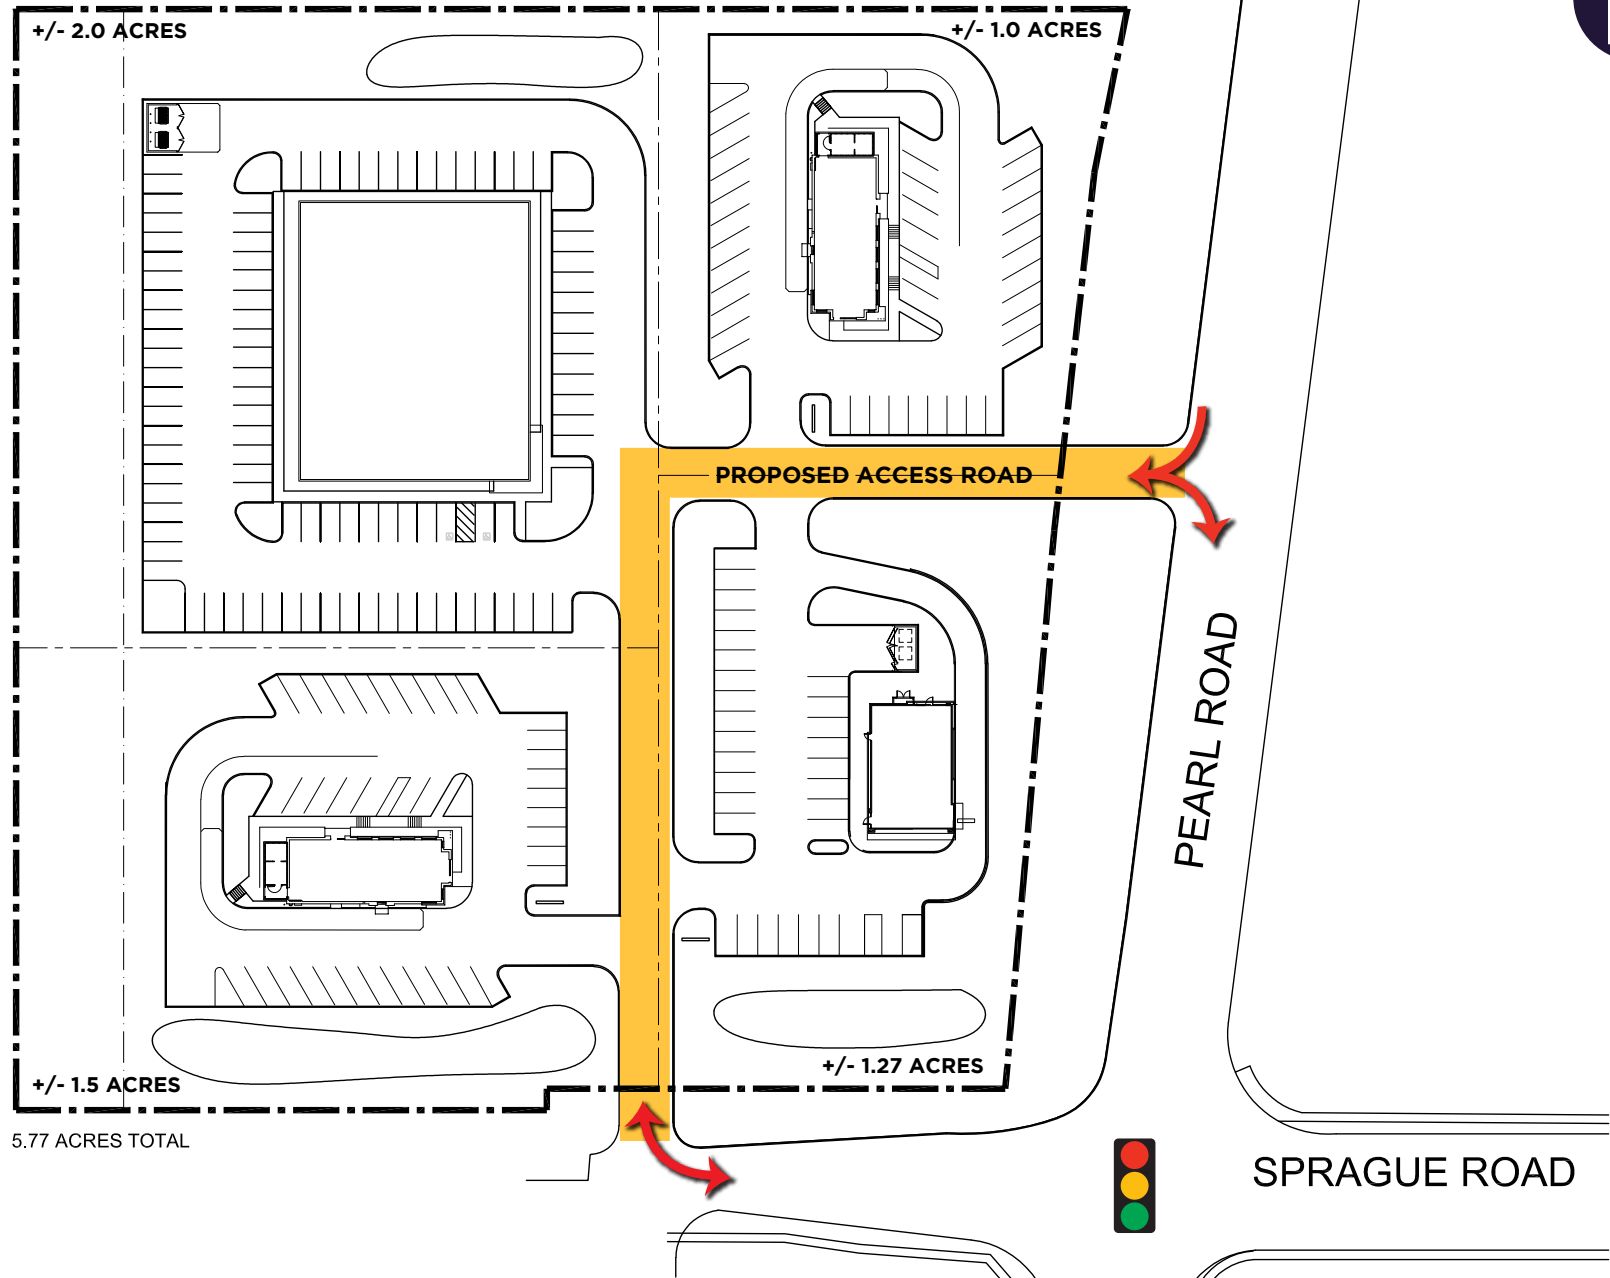 +/- 2.0 ACRES
+/- 1.0 ACRES
PROPOSED ACCESS ROAD
PEARL ROAD
+/- 1.27 ACRES
+/- 1.5 ACRES
5.77 ACRES TOTAL
SPRAGUE ROAD